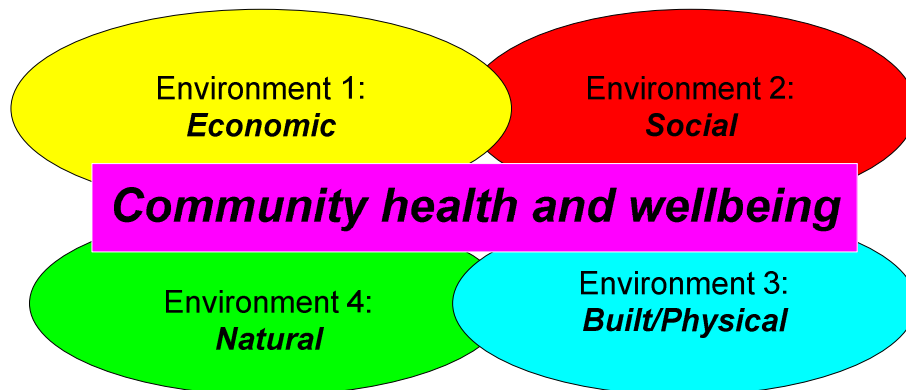 Environment 1:
Economic
Environment 2:
Social
Community health and wellbeing
Environment 4:
Natural
Environment 3:
Built/Physical